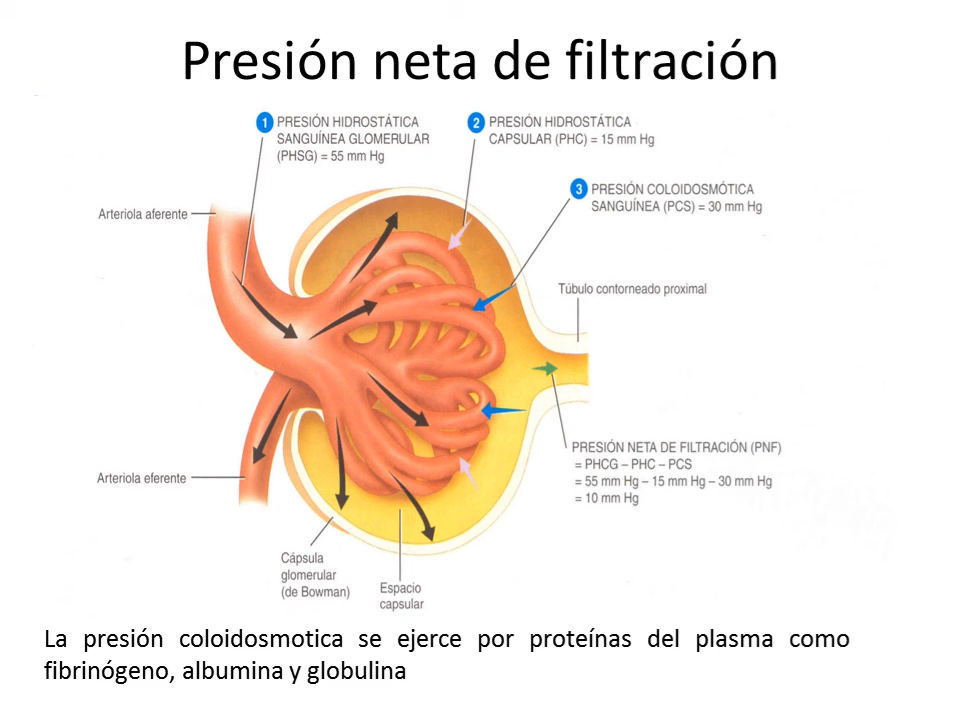 Presión neta de filtración
1 PRESIÓN HIDROSTÁTICA
SANGUÍNEA GLOMERULAR
(PHSG) = 55 mm Hg
2 PRESIÓN HIDROSTÁTICA
CAPSULAR (PHC) = 15 mm Hg
3 PRESIÓN COLOIDOSMÓTICA
SANGUÍNEA (PCS) = 30 mm Hg
Arteriola aferente
Túbulo contorneado proximal
PRESIÓN NETA DE FILTRACIÓN (PNF)
= PHCG – PHC – PCS
= 55 mm Hg – 15 mm Hg – 30 mm Hg
= 10 mm Hg
Arteriola eferente
Cápsula
glomerular
(de Bowman)
Espacio
capsular
La presión coloidosmotica se ejerce por proteínas del plasma como
fibrinógeno, albumina y globulina